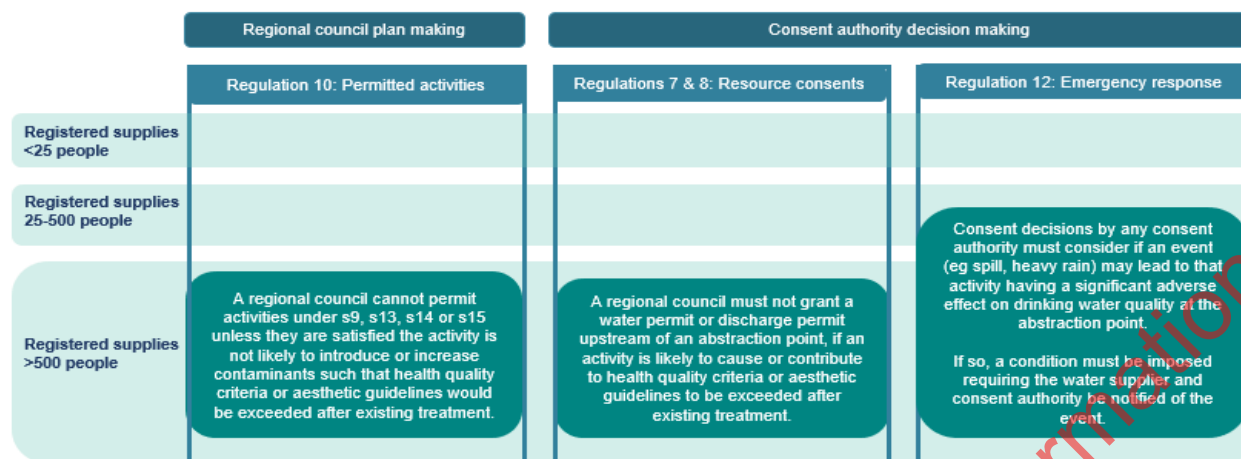 Regional council plan making
Consent authority decision making
Regulation 10: Permitted activities
Regulations 7 & 8: Resource consents
Regulation 12: Emergency response
Registered supplies
<25 people
Registered supplies
25-500 people
Registered supplies
>500 people
A regional council cannot permit
activities under s9, s13, s14 or s15
unless they are satisfied the activity is
not likely to introduce or increase
contaminants such that health quality
criteria or aesthetic guidelines would
be exceeded after existing treatment.
A regional council must not grant a
water permit or discharge permit
upstream of an abstraction point, if an
activity is likely to cause or contribute
to health quality criteria or aesthetic
guidelines to be exceeded after
existing treatment.
Consent decisions by any consent
authority must consider if an event
(eg spill, heavy rain) may lead to that
activity having a significant adverse
effect on drinking water quality at the
abstraction point.
If so, a condition must be imposed
requiring the water supplier and
consent authority be notified of the
event.